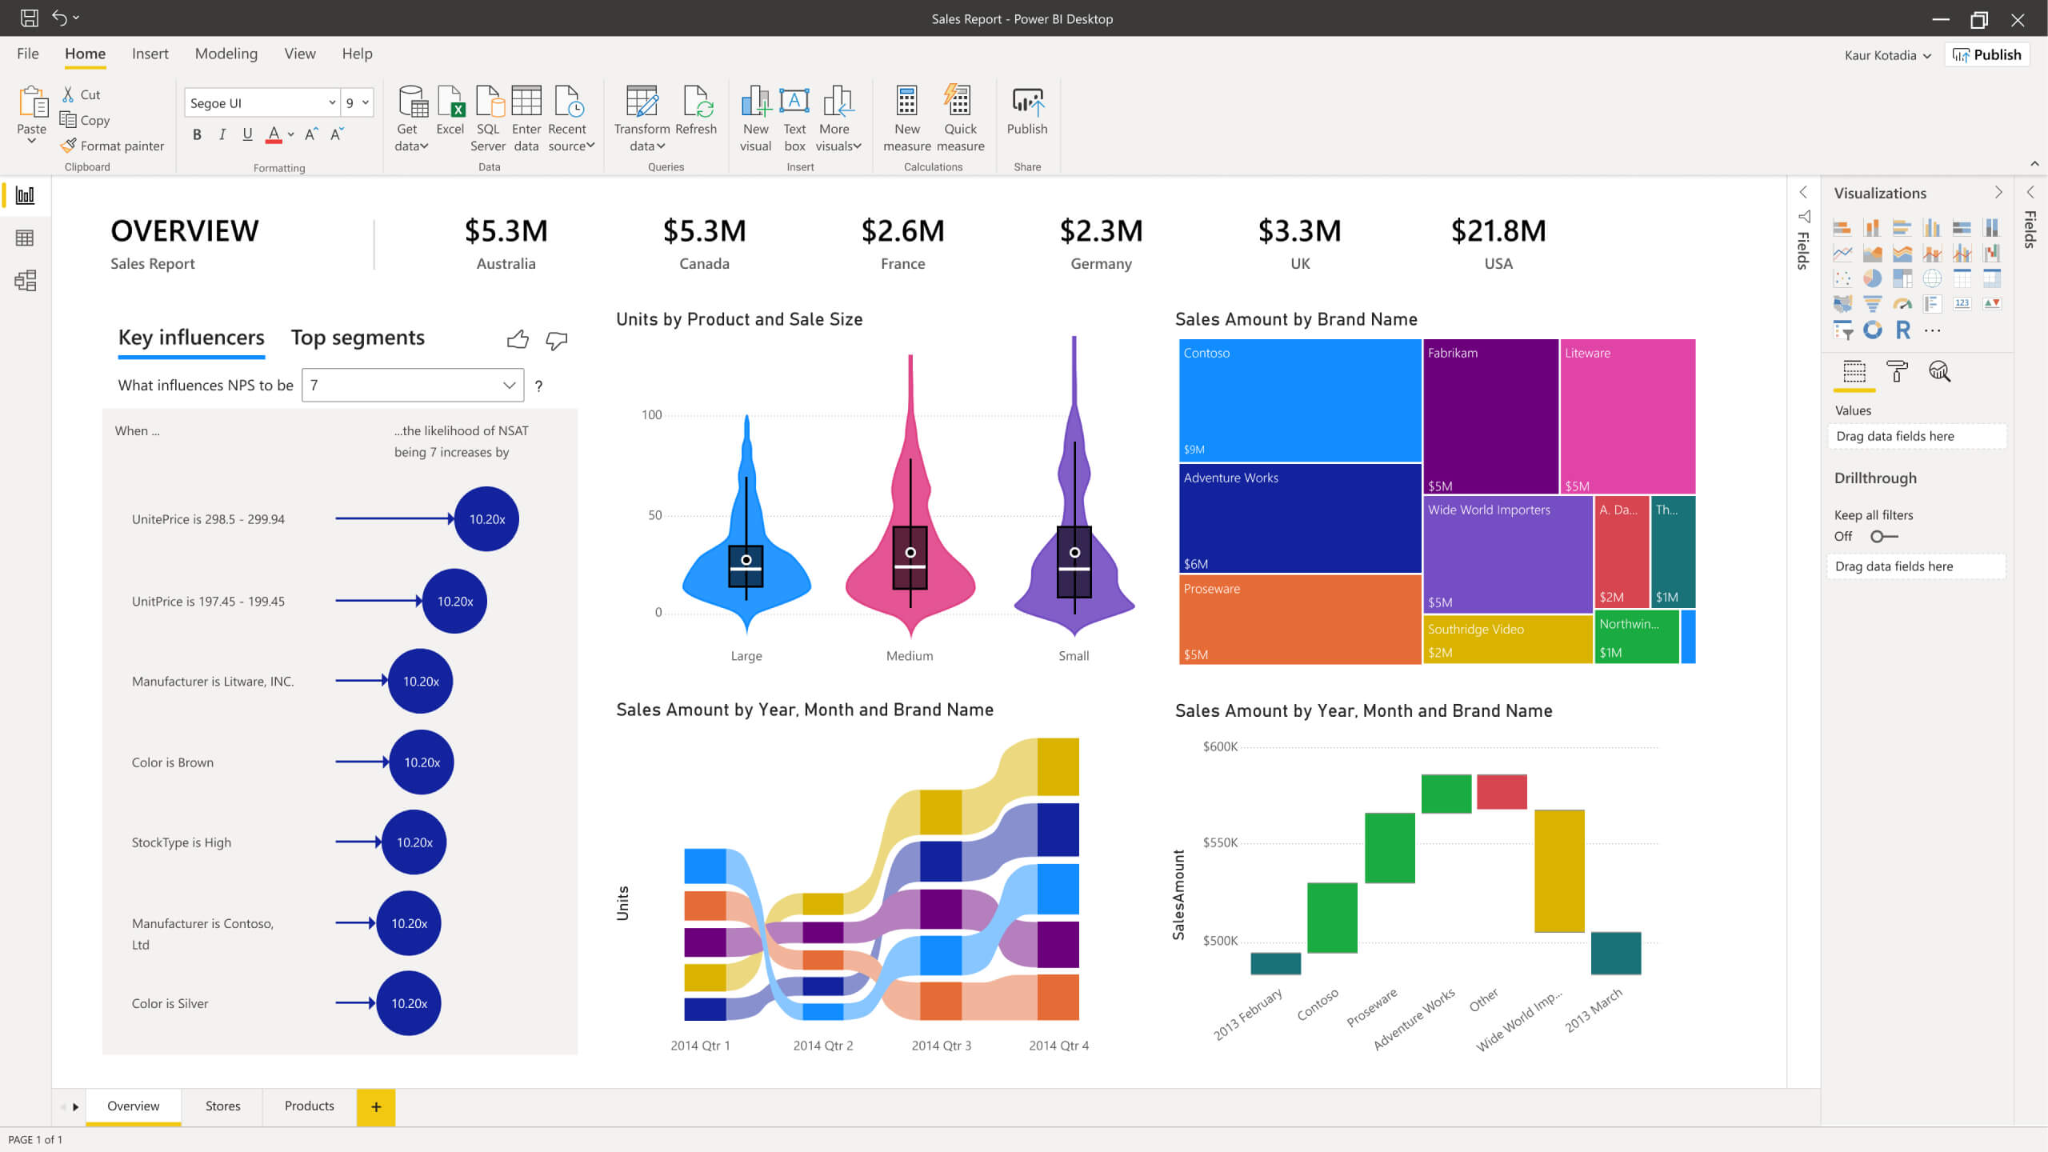 Sales Report - Power BI Desktop
File Home Insert Modeling View Help
Kaur Kotadia
Publish
Paste
Cut
Copy
Format painter
Clipboard
Segoe UI 9
B I U A A A
Formatting
Get data
Excel
SQL Server
Enter data
Recent source
Data
Transform data
Refresh
Queries
New visual
Text box
More visuals
Insert
New measure
Quick measure
Calculations
Publish
Share
OVERVIEW
Sales Report
$5.3M
Australia
$5.3M
Canada
$2.6M
France
$2.3M
Germany
$3.3M
UK
$21.8M
USA
Key influencers
Top segments
What influences NPS to be 7 ?
When ...
...the likelihood of NSAT
being 7 increases by
UnitePrice is 298.5 - 299.94 10.20x
UnitPrice is 197.45 - 199.45 10.20x
Manufacturer is Litware, INC. 10.20x
Color is Brown 10.20x
StockType is High 10.20x
Manufacturer is Contoso,
Ltd 10.20x
Color is Silver 10.20x
Units by Product and Sale Size
100
50
0
Large Medium Small
Sales Amount by Brand Name
Contoso
$9M
Adventure Works
$6M
Proseware
$5M
Fabrikam
$5M
Liteware
$5M
Wide World Importers
$5M
A. Da...
$2M
Th...
$1M
Southridge Video
$2M
Northwin...
$1M
Sales Amount by Year, Month and Brand Name
Units
2014 Qtr 1 2014 Qtr 2 2014 Qtr 3 2014 Qtr 4
Sales Amount by Year, Month and Brand Name
SalesAmount
$600K
$550K
$500K
2013 February
Contoso
Proseware
Adventure Works
Other
Wide World Imp...
2013 March
Fields
Visualizations
123
R
...
Values
Drag data fields here
Drillthrough
Keep all filters
Off
Drag data fields here
Fields
Overview Stores Products +
PAGE 1 of 1